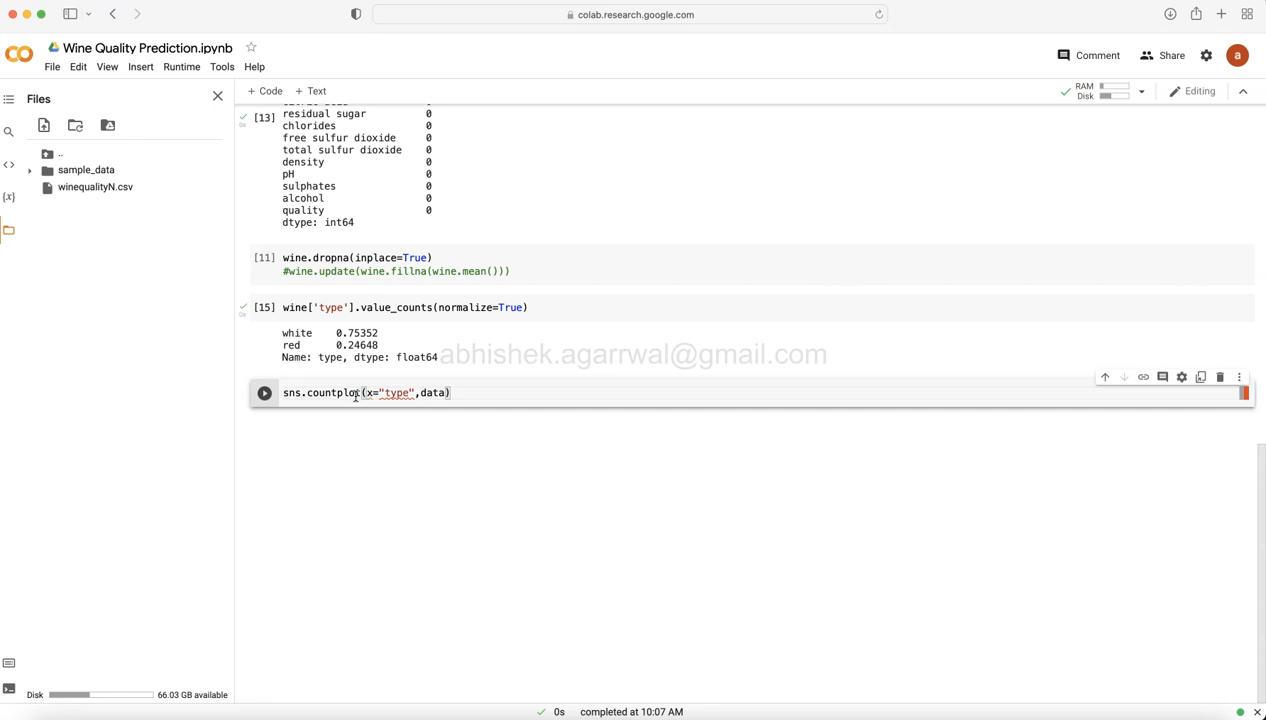 colab.research.google.com
Wine Quality Prediction.ipynb
Comment
Share
a
File Edit View Insert Runtime Tools Help
Files
+ Code + Text
RAM
Disk
Editing
[13]
residual sugar 0
chlorides 0
free sulfur dioxide 0
total sulfur dioxide 0
density 0
pH 0
sulphates 0
alcohol 0
quality 0
dtype: int64
..
sample_data
winequalityN.csv
{x}
[11] wine.dropna(inplace=True)
#wine.update(wine.fillna(wine.mean()))
[15] wine['type'].value_counts(normalize=True)
white 0.75352
red 0.24648
Name: type, dtype: float64
abhishek.agarrwal@gmail.com
sns.countplot(x="type",data)
Disk 66.03 GB available
0s completed at 10:07 AM